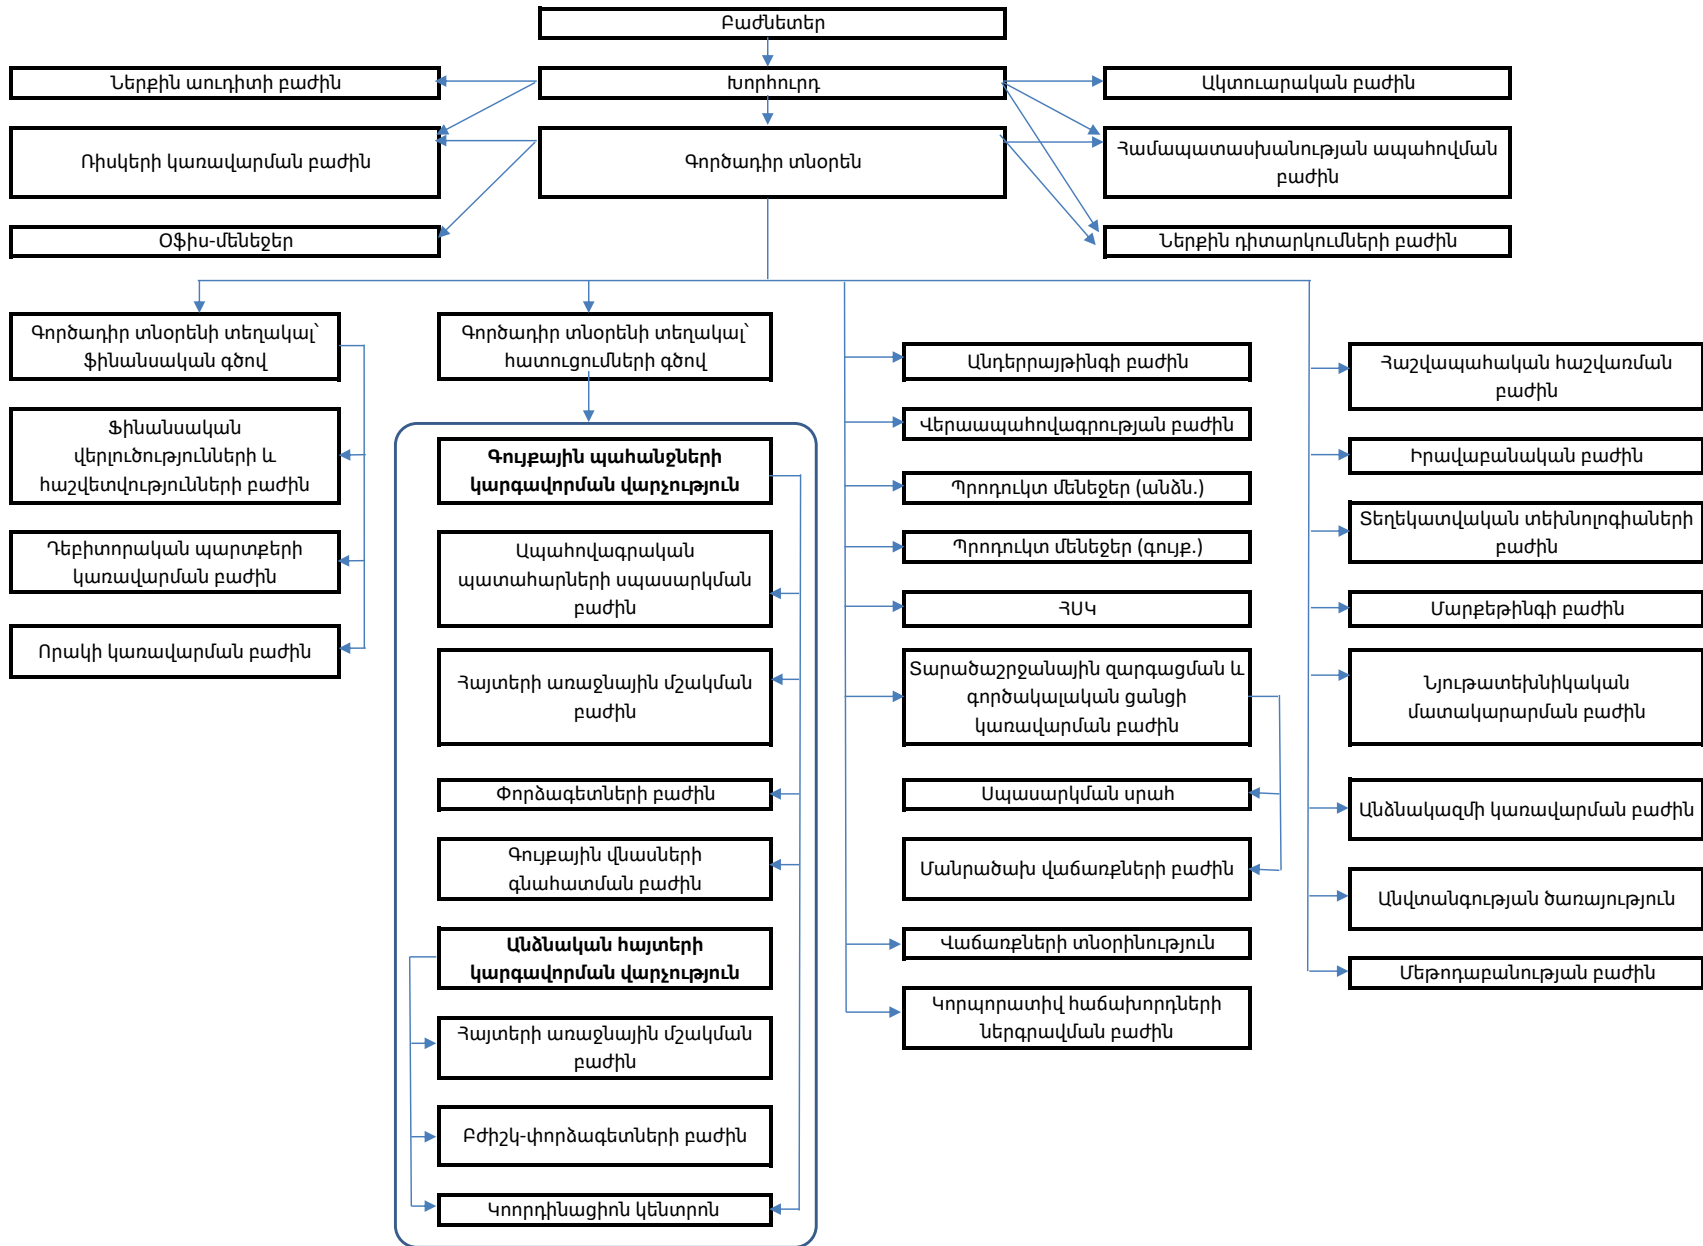 Բաժնետեր
Ներքին աուդիտի բաժին
Խորհուրդ
Ակտուարական բաժին
Ռիսկերի կառավարման բաժին
Գործադիր տնօրեն
Համապատասխանության ապահովման
բաժին
Օֆիս-մենեջեր
Ներքին դիտարկումների բաժին
Գործադիր տնօրենի տեղակալ՝
ֆինանսական գծով
Ֆինանսական
վերլուծությունների և
հաշվետվությունների բաժին
Դեբիտորական պարտքերի
կառավարման բաժին
Որակի կառավարման բաժին
Գործադիր տնօրենի տեղակալ՝
հատուցումների գծով
Գույքային պահանջների
կարգավորման վարչություն
Ապահովագրական
պատահարների սպասարկման
բաժին
Հայտերի առաջնային մշակման
բաժին
Փորձագետների բաժին
Գույքային վնասների
գնահատման բաժին
Անձնական հայտերի
կարգավորման վարչություն
Հայտերի առաջնային մշակման
բաժին
Բժիշկ-փորձագետների բաժին
Կոորդինացիոն կենտրոն
Անդերրայթինգի բաժին
Վերաապահովագրության բաժին
Պրոդուկտ մենեջեր (անձն.)
Պրոդուկտ մենեջեր (գույք.)
ՀՍԿ
Տարածաշրջանային զարգացման և
գործակալական ցանցի
կառավարման բաժին
Սպասարկման սրահ
Մանրածախ վաճառքների բաժին
Վաճառքների տնօրինություն
Կորպորատիվ հաճախորդների
ներգրավման բաժին
Հաշվապահական հաշվառման
բաժին
Իրավաբանական բաժին
Տեղեկատվական տեխնոլոգիաների
բաժին
Մարքեթինգի բաժին
Նյութատեխնիկական
մատակարարման բաժին
Անձնակազմի կառավարման բաժին
Անվտանգության ծառայություն
Մեթոդաբանության բաժին